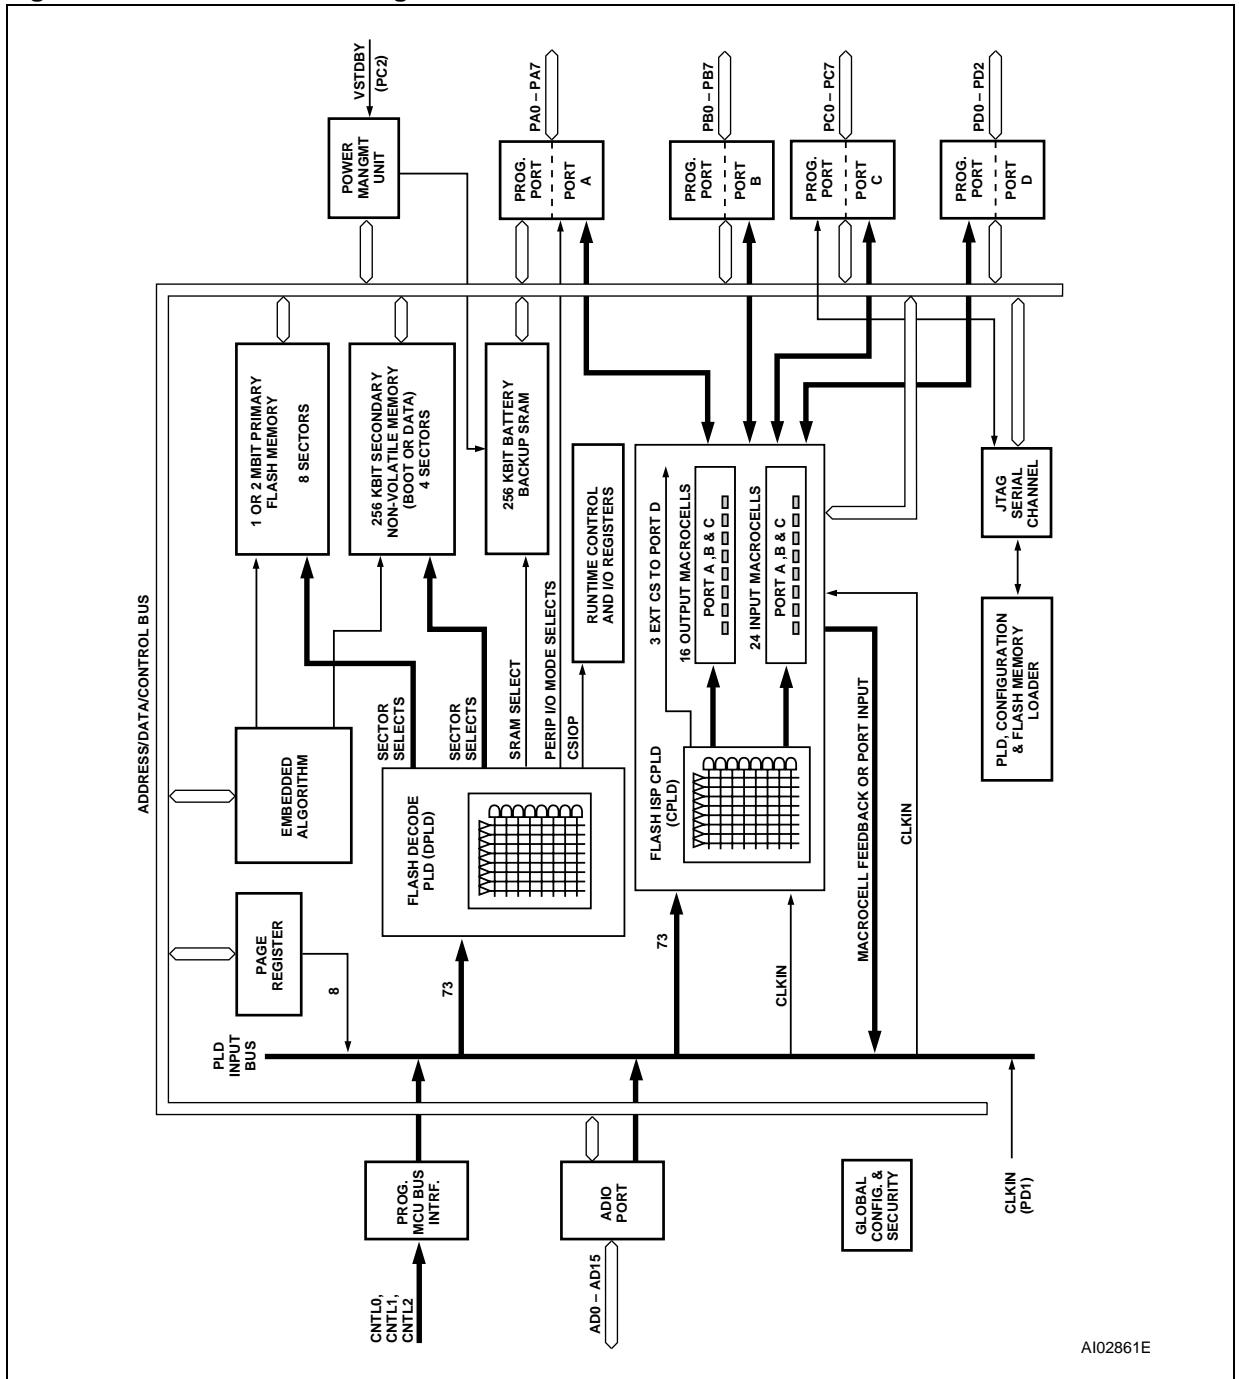 VSTDBY
(PC2)
PA0 – PA7
PB0 – PB7
PC0 – PC7
PD0 – PD2
POWER
MANGMT
UNIT
PROG.
PORT
PORT
A
PROG.
PORT
PORT
B
PROG.
PORT
PORT
C
PROG.
PORT
PORT
D
ADDRESS/DATA/CONTROL BUS
1 OR 2 MBIT PRIMARY
FLASH MEMORY
8 SECTORS
256 KBIT SECONDARY
NON-VOLATILE MEMORY
(BOOT OR DATA)
4 SECTORS
256 KBIT BATTERY
BACKUP SRAM
RUNTIME CONTROL
AND I/O REGISTERS
3 EXT CS TO PORT D
16 OUTPUT MACROCELLS
PORT A ,B & C
24 INPUT MACROCELLS
PORT A ,B & C
JTAG
SERIAL
CHANNEL
PLD, CONFIGURATION
& FLASH MEMORY
LOADER
SECTOR
SELECTS
SECTOR
SELECTS
SRAM SELECT
PERIP I/O MODE SELECTS
CSIOP
EMBEDDED
ALGORITHM
FLASH DECODE
PLD (DPLD)
FLASH ISP CPLD
(CPLD)
MACROCELL FEEDBACK OR PORT INPUT
CLKIN
PAGE
REGISTER
8
73
73
CLKIN
PLD
INPUT
BUS
PROG.
MCU BUS
INTRF.
ADIO
PORT
GLOBAL
CONFIG. &
SECURITY
CLKIN
(PD1)
CNTL0,
CNTL1,
CNTL2
AD0 – AD15
AI02861E